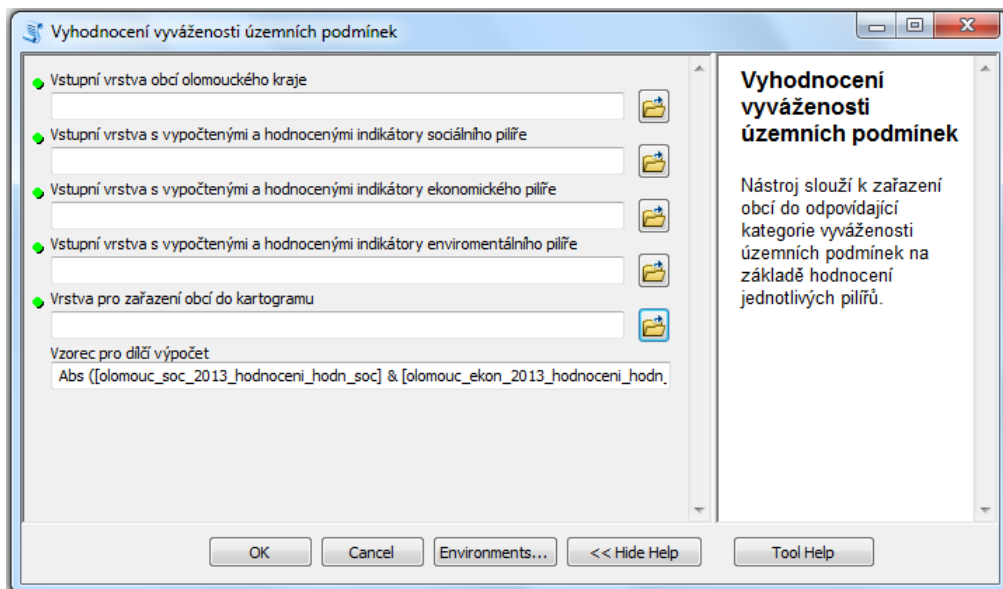 Vyhodnocení vyváženosti územních podmínek
Vstupní vrstva obcí olomouckého kraje
Vstupní vrstva s vypočtenými a hodnocenými indikátory sociálního pilíře
Vstupní vrstva s vypočtenými a hodnocenými indikátory ekonomického pilíře
Vstupní vrstva s vypočtenými a hodnocenými indikátory enviromentálního pilíře
Vrstva pro zařazení obcí do kartogramu
Vzorec pro dílčí výpočet
Abs ([olomouc_soc_2013_hodnoceni_hodn_soc] & [olomouc_ekon_2013_hodnoceni_hodn_
OK
Cancel
Environments...
<< Hide Help
Vyhodnocení
vyváženosti
územních podmínek
Nástroj slouží k zařazení
obcí do odpovídající
kategorie vyváženosti
územních podmínek na
základě hodnocení
jednotlivých pilířů.
Tool Help